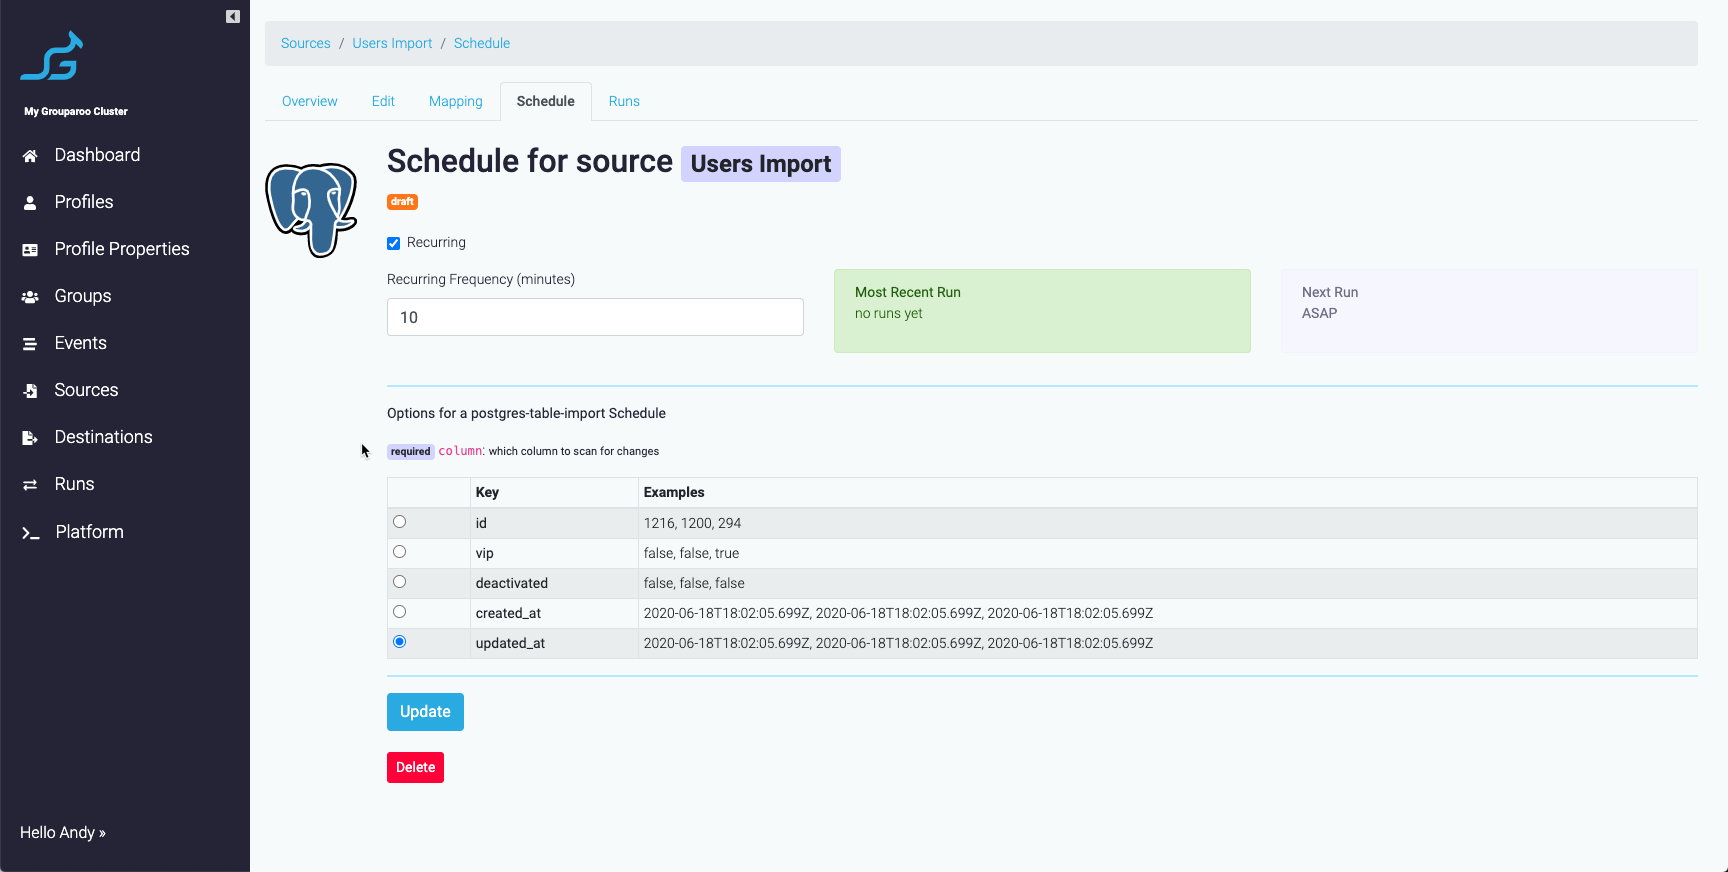 My Grouparoo Cluster
Dashboard
Profiles
Profile Properties
Groups
Events
Sources
Destinations
Runs
Platform
Hello Andy »
Sources / Users Import / Schedule
Overview Edit Mapping Schedule Runs
Schedule for source Users Import
draft
Recurring
Recurring Frequency (minutes)
10
Most Recent Run
no runs yet
Next Run
ASAP
Options for a postgres-table-import Schedule
required column: which column to scan for changes
Key Examples
id 1216, 1200, 294
vip false, false, true
deactivated false, false, false
created_at 2020-06-18T18:02:05.699Z, 2020-06-18T18:02:05.699Z, 2020-06-18T18:02:05.699Z
updated_at 2020-06-18T18:02:05.699Z, 2020-06-18T18:02:05.699Z, 2020-06-18T18:02:05.699Z
Update
Delete